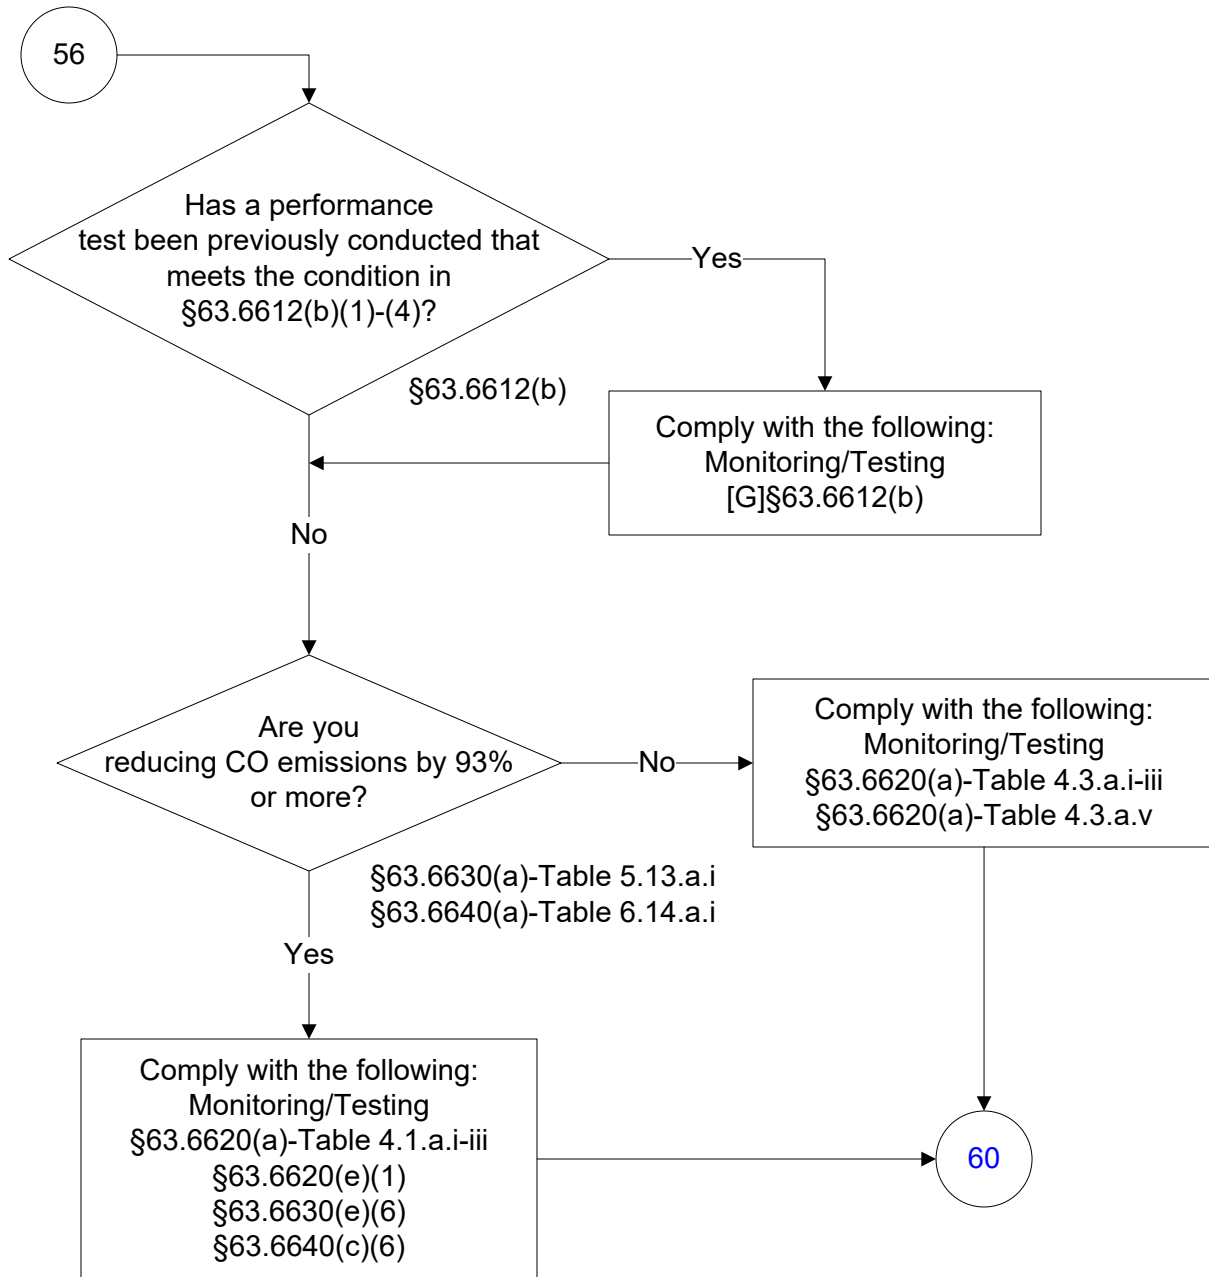 56
Has a performance
test been previously conducted that
meets the condition in
§63.6612(b)(1)-(4)?
Yes
§63.6612(b)
Comply with the following:
Monitoring/Testing
[G]§63.6612(b)
No
Are you
reducing CO emissions by 93%
or more?
No
Comply with the following:
Monitoring/Testing
§63.6620(a)-Table 4.3.a.i-iii
§63.6620(a)-Table 4.3.a.v
§63.6630(a)-Table 5.13.a.i
§63.6640(a)-Table 6.14.a.i
Yes
Comply with the following:
Monitoring/Testing
§63.6620(a)-Table 4.1.a.i-iii
§63.6620(e)(1)
§63.6630(e)(6)
§63.6640(c)(6)
60